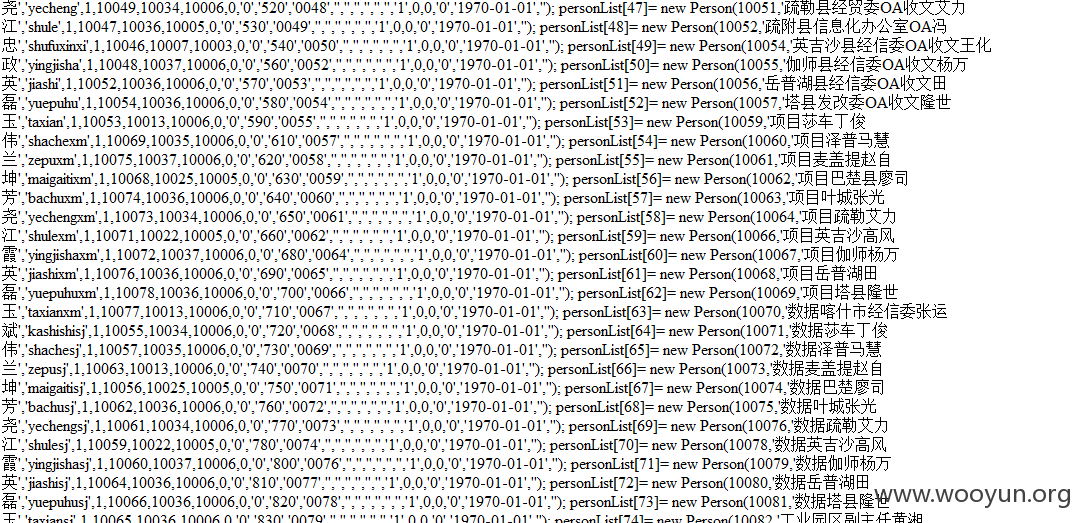 尧','yecheng',1,10049,10034,10006,0,'0','520','0048','','','','','','','1',0,0,'0','1970-01-01',''); personList[47]= new Person(10051,'疏勒县经贸委OA收文艾力
江','shule',1,10047,10036,10005,0,'0','530','0049','','','','','','','1',0,0,'0','1970-01-01',''); personList[48]= new Person(10052,'疏附县信息化办公室OA冯
忠','shufuxinxi',1,10046,10007,10003,0,'0','540','0050','','','','','','','1',0,0,'0','1970-01-01',''); personList[49]= new Person(10054,'英吉沙县经信委OA收文王化
政','yingjisha',1,10048,10037,10006,0,'0','560','0052','','','','','','','1',0,0,'0','1970-01-01',''); personList[50]= new Person(10055,'伽师县经信委OA收文杨万
英','jiashi',1,10052,10036,10006,0,'0','570','0053','','','','','','','1',0,0,'0','1970-01-01',''); personList[51]= new Person(10056,'岳普湖县经信委OA收文田
磊','yuepuhu',1,10054,10036,10006,0,'0','580','0054','','','','','','','1',0,0,'0','1970-01-01',''); personList[52]= new Person(10057,'塔县发改委OA收文隆世
玉','taxian',1,10053,10013,10006,0,'0','590','0055','','','','','','','1',0,0,'0','1970-01-01',''); personList[53]= new Person(10059,'项目莎车丁俊
伟','shachexm',1,10069,10035,10006,0,'0','610','0057','','','','','','','1',0,0,'0','1970-01-01',''); personList[54]= new Person(10060,'项目泽普马慧
兰','zepuxm',1,10075,10037,10006,0,'0','620','0058','','','','','','','1',0,0,'0','1970-01-01',''); personList[55]= new Person(10061,'项目麦盖提赵自
坤','maigaitixm',1,10068,10025,10005,0,'0','630','0059','','','','','','','1',0,0,'0','1970-01-01',''); personList[56]= new Person(10062,'项目巴楚县廖司
芳','bachuxm',1,10074,10036,10006,0,'0','640','0060','','','','','','','1',0,0,'0','1970-01-01',''); personList[57]= new Person(10063,'项目叶城张光
尧','yechengxm',1,10073,10034,10006,0,'0','650','0061','','','','','','','1',0,0,'0','1970-01-01',''); personList[58]= new Person(10064,'项目疏勒艾力
江','shulexm',1,10071,10022,10005,0,'0','660','0062','','','','','','','1',0,0,'0','1970-01-01',''); personList[59]= new Person(10066,'项目英吉沙高风
霞','yingjishaxm',1,10072,10037,10006,0,'0','680','0064','','','','','','','1',0,0,'0','1970-01-01',''); personList[60]= new Person(10067,'项目伽师杨万
英','jiashixm',1,10076,10036,10006,0,'0','690','0065','','','','','','','1',0,0,'0','1970-01-01',''); personList[61]= new Person(10068,'项目岳普湖田
磊','yuepuhuxm',1,10078,10036,10006,0,'0','700','0066','','','','','','','1',0,0,'0','1970-01-01',''); personList[62]= new Person(10069,'项目塔县隆世
玉','taxianxm',1,10077,10013,10006,0,'0','710','0067','','','','','','','1',0,0,'0','1970-01-01',''); personList[63]= new Person(10070,'数据喀什市经信委张运
斌','kashishisj',1,10055,10034,10006,0,'0','720','0068','','','','','','','1',0,0,'0','1970-01-01',''); personList[64]= new Person(10071,'数据莎车丁俊
伟','shachesj',1,10057,10035,10006,0,'0','730','0069','','','','','','','1',0,0,'0','1970-01-01',''); personList[65]= new Person(10072,'数据泽普马慧
兰','zepusj',1,10063,10013,10006,0,'0','740','0070','','','','','','','1',0,0,'0','1970-01-01',''); personList[66]= new Person(10073,'数据麦盖提赵自
坤','maigaitisj',1,10056,10025,10005,0,'0','750','0071','','','','','','','1',0,0,'0','1970-01-01',''); personList[67]= new Person(10074,'数据巴楚廖司
芳','bachusj',1,10062,10036,10006,0,'0','760','0072','','','','','','','1',0,0,'0','1970-01-01',''); personList[68]= new Person(10075,'数据叶城张光
尧','yechengsj',1,10061,10034,10006,0,'0','770','0073','','','','','','','1',0,0,'0','1970-01-01',''); personList[69]= new Person(10076,'数据疏勒艾力
江','shulesj',1,10059,10022,10005,0,'0','780','0074','','','','','','','1',0,0,'0','1970-01-01',''); personList[70]= new Person(10078,'数据英吉沙高风
霞','yingjishasj',1,10060,10037,10006,0,'0','800','0076','','','','','','','1',0,0,'0','1970-01-01',''); personList[71]= new Person(10079,'数据伽师杨万
英','jiashisj',1,10064,10036,10006,0,'0','810','0077','','','','','','','1',0,0,'0','1970-01-01',''); personList[72]= new Person(10080,'数据岳普湖田
磊','yuepuhusj',1,10066,10036,10006,0,'0','820','0078','','','','','','','1',0,0,'0','1970-01-01',''); personList[73]= new Person(10081,'数据塔县隆世
www.wooyun.org
玉','taxiansj',1,10065,10036,10006,0,'0','830','0079','','','','','','','1',0,0,'0','1970-01-01',''); personList[74]= new Person(10082,'工业园区副主任黄湘